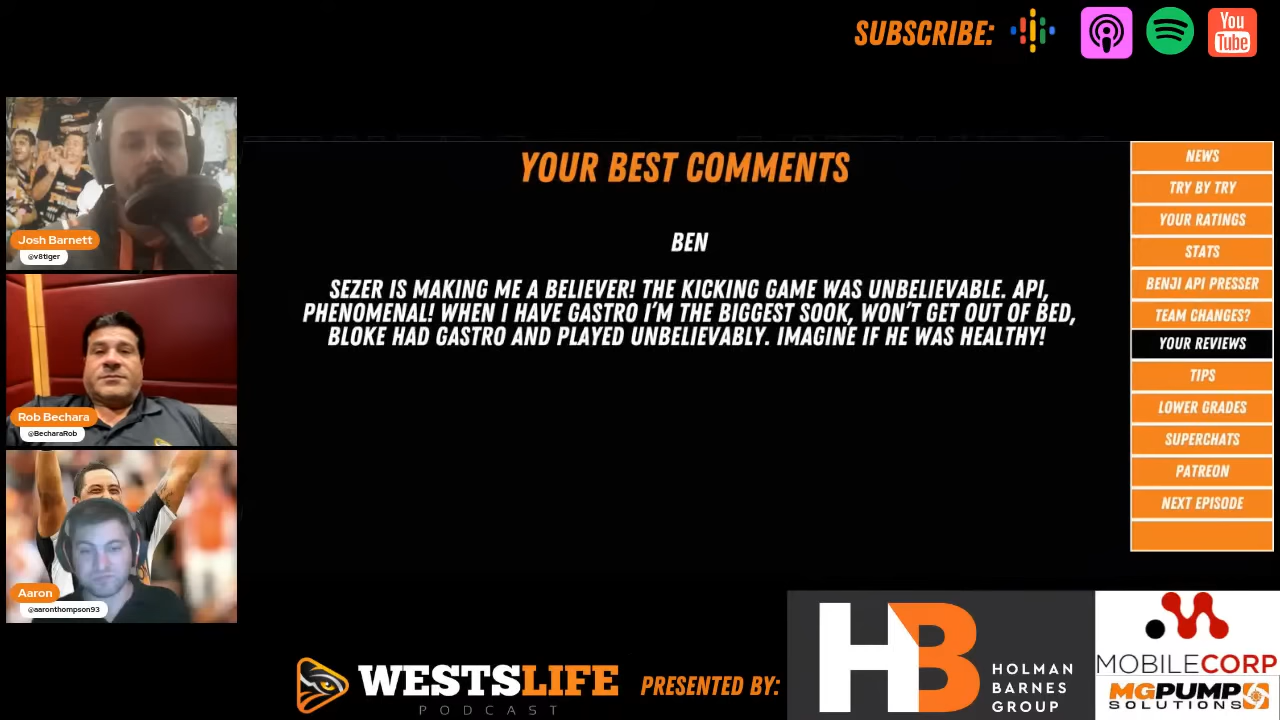 SUBSCRIBE:
You
Tube
Josh Barnett
@v8tiger
Rob Bechara
@BecharaRob
Aaron
@aaronthompson93
YOUR BEST COMMENTS
BEN
SEZER IS MAKING ME A BELIEVER! THE KICKING GAME WAS UNBELIEVABLE. API,
PHENOMENAL! WHEN I HAVE GASTRO I'M THE BIGGEST SOOK, WON'T GET OUT OF BED,
BLOKE HAD GASTRO AND PLAYED UNBELIEVABLY. IMAGINE IF HE WAS HEALTHY!
NEWS
TRY BY TRY
YOUR RATINGS
STATS
BENJI API PRESSER
TEAM CHANGES?
YOUR REVIEWS
TIPS
LOWER GRADES
SUPERCHATS
PATREON
NEXT EPISODE
WESTSLIFE
PODCAST
PRESENTED BY:
HB
HOLMAN
BARNES
GROUP
MOBILECORP
MGPUMP
SOLUTIONS